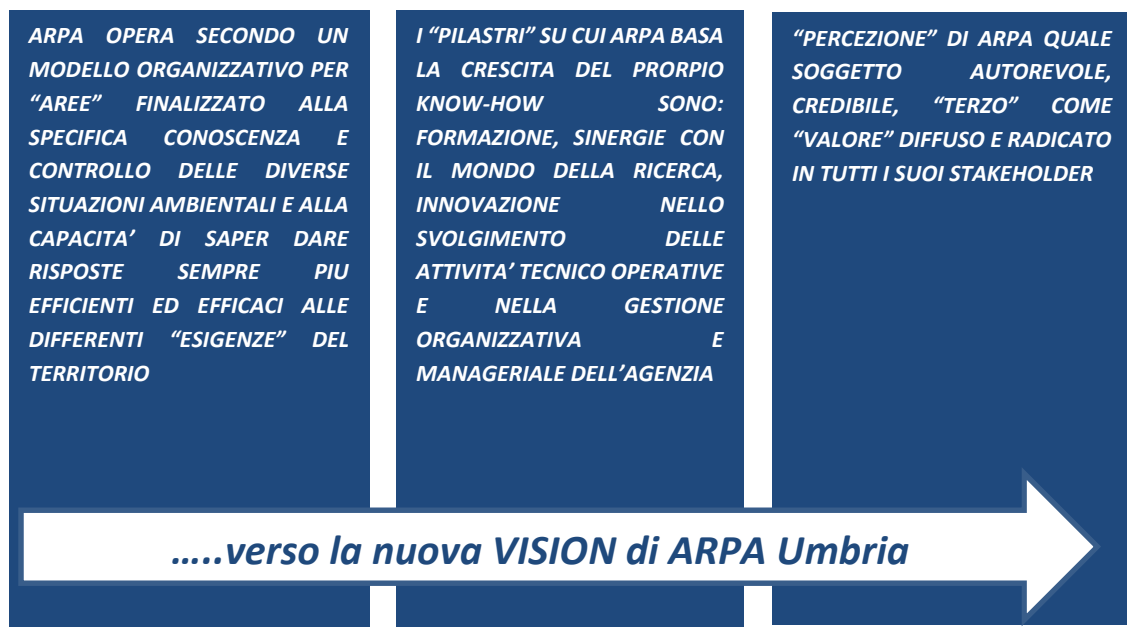 ARPA OPERA SECONDO UN
MODELLO ORGANIZZATIVO PER
“AREE” FINALIZZATO ALLA
SPECIFICA CONOSCENZA E
CONTROLLO DELLE DIVERSE
SITUAZIONI AMBIENTALI E ALLA
CAPACITA’ DI SAPER DARE
RISPOSTE SEMPRE PIU
EFFICIENTI ED EFFICACI ALLE
DIFFERENTI “ESIGENZE” DEL
TERRITORIO
I “PILASTRI” SU CUI ARPA BASA
LA CRESCITA DEL PRORPIO
KNOW-HOW SONO:
FORMAZIONE, SINERGIE CON
IL MONDO DELLA RICERCA,
INNOVAZIONE NELLO
SVOLGIMENTO DELLE
ATTIVITA’ TECNICO OPERATIVE
E NELLA GESTIONE
ORGANIZZATIVA E
MANAGERIALE DELL’AGENZIA
“PERCEZIONE” DI ARPA QUALE
SOGGETTO AUTOREVOLE,
CREDIBILE, “TERZO” COME
“VALORE” DIFFUSO E RADICATO
IN TUTTI I SUOI STAKEHOLDER
…..verso la nuova VISION di ARPA Umbria